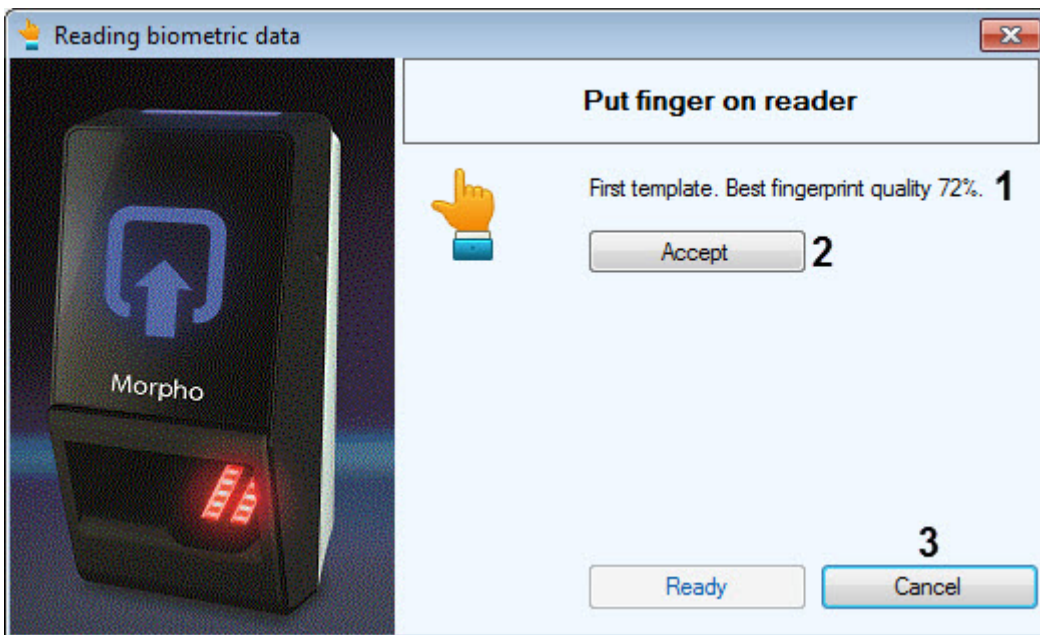 Reading biometric data
Put finger on reader
First template. Best fingerprint quality 72%. 1
Accept 2
Morpho
3
Ready Cancel